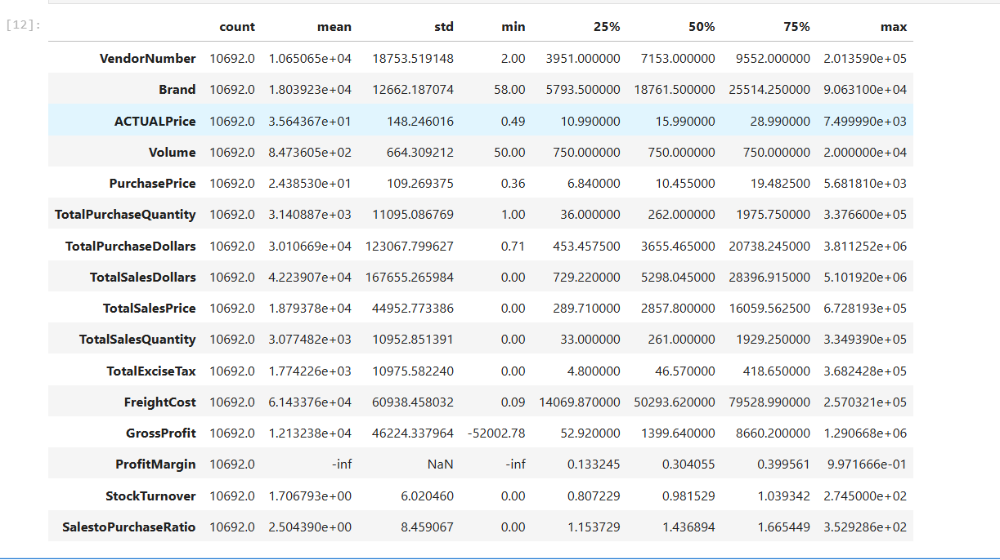 [12]:
count mean std min 25% 50% 75% max
VendorNumber 10692.0 1.065065e+04 18753.519148 2.00 3951.000000 7153.000000 9552.000000 2.013590e+05
Brand 10692.0 1.803923e+04 12662.187074 58.00 5793.500000 18761.500000 25514.250000 9.063100e+04
ACTUALPrice 10692.0 3.564367e+01 148.246016 0.49 10.990000 15.990000 28.990000 7.499990e+03
Volume 10692.0 8.473605e+02 664.309212 50.00 750.000000 750.000000 750.000000 2.000000e+04
PurchasePrice 10692.0 2.438530e+01 109.269375 0.36 6.840000 10.455000 19.482500 5.681810e+03
TotalPurchaseQuantity 10692.0 3.140887e+03 11095.086769 1.00 36.000000 262.000000 1975.750000 3.376600e+05
TotalPurchaseDollars 10692.0 3.010669e+04 123067.799627 0.71 453.457500 3655.465000 20738.245000 3.811252e+06
TotalSalesDollars 10692.0 4.223907e+04 167655.265984 0.00 729.220000 5298.045000 28396.915000 5.101920e+06
TotalSalesPrice 10692.0 1.879378e+04 44952.773386 0.00 289.710000 2857.800000 16059.562500 6.728193e+05
TotalSalesQuantity 10692.0 3.077482e+03 10952.851391 0.00 33.000000 261.000000 1929.250000 3.349390e+05
TotalExciseTax 10692.0 1.774226e+03 10975.582240 0.00 4.800000 46.570000 418.650000 3.682428e+05
FreightCost 10692.0 6.143376e+04 60938.458032 0.09 14069.870000 50293.620000 79528.990000 2.570321e+05
GrossProfit 10692.0 1.213238e+04 46224.337964 -52002.78 52.920000 1399.640000 8660.200000 1.290668e+06
ProfitMargin 10692.0 -inf NaN -inf 0.133245 0.304055 0.399561 9.971666e-01
StockTurnover 10692.0 1.706793e+00 6.020460 0.00 0.807229 0.981529 1.039342 2.745000e+02
SalestoPurchaseRatio 10692.0 2.504390e+00 8.459067 0.00 1.153729 1.436894 1.665449 3.529286e+02